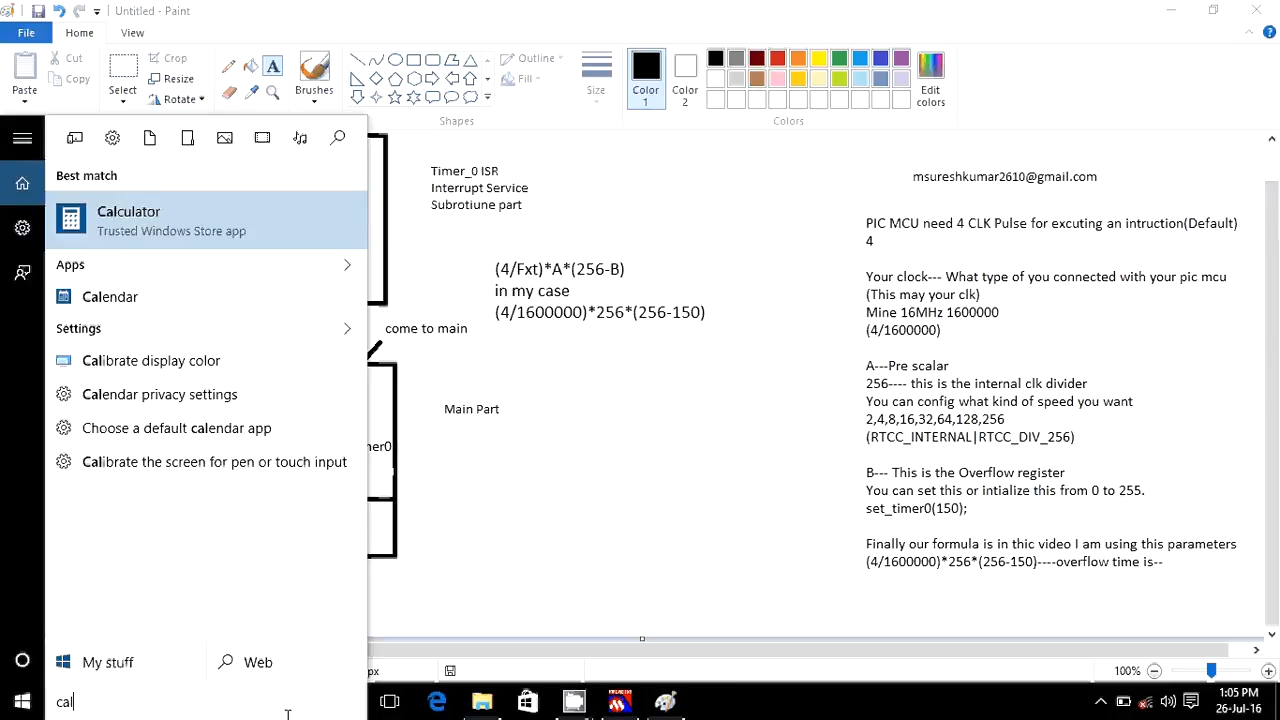 Untitled - Paint
File
Home
View
Paste
Cut
Copy
Select
Crop
Resize
Rotate
Brushes
Shapes
Outline
Fill
Size
Color
1
Color
2
Edit
colors
Colors
Best match
Calculator
Trusted Windows Store app
Apps
Calendar
Settings
Calibrate display color
Calendar privacy settings
Choose a default calendar app
Calibrate the screen for pen or touch input
My stuff
Web
cal
Timer_0 ISR
Interrupt Service
Subrotiune part
(4/Fxt)*A*(256-B)
in my case
(4/1600000)*256*(256-150)
come to main
Main Part
mer0
msureshkumar2610@gmail.com
PIC MCU need 4 CLK Pulse for excuting an intruction(Default)
4
Your clock--- What type of you connected with your pic mcu
(This may your clk)
Mine 16MHz 1600000
(4/1600000)
A---Pre scalar
256---- this is the internal clk divider
You can config what kind of speed you want
2,4,8,16,32,64,128,256
(RTCC_INTERNAL|RTCC_DIV_256)
B--- This is the Overflow register
You can set this or intialize this from 0 to 255.
set_timer0(150);
Finally our formula is in thic video I am using this parameters
(4/1600000)*256*(256-150)----overflow time is--
px
100%
1:05 PM
26-Jul-16